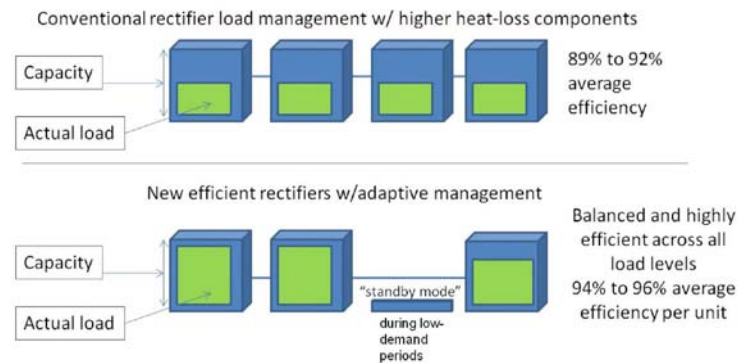 Conventional rectifier load management w/ higher heat-loss components
Capacity
Actual load
89% to 92%
average
efficiency
New efficient rectifiers w/adaptive management
Capacity
Actual load
"standby mode"
during low-
demand
periods
Balanced and highly
efficient across all
load levels
94% to 96% average
efficiency per unit